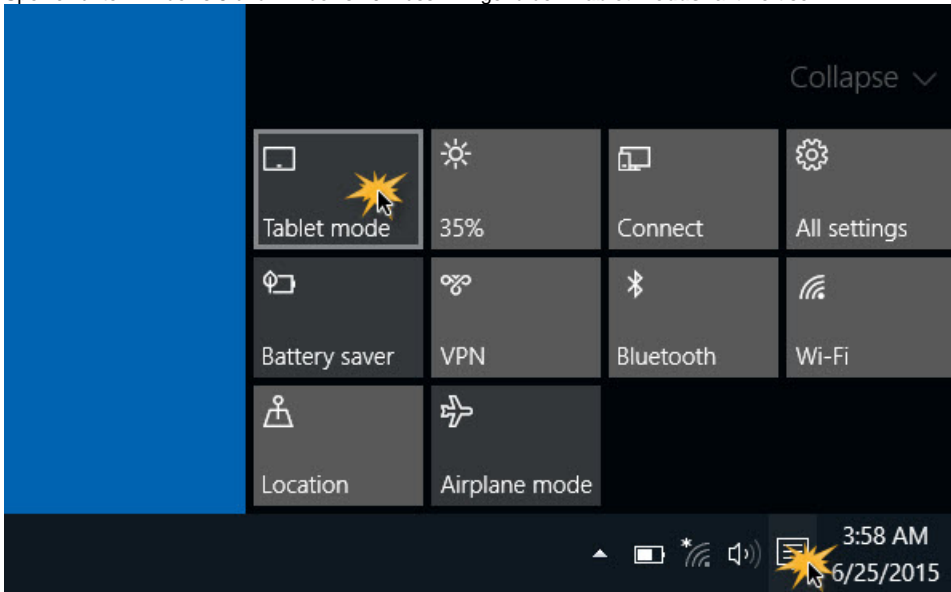 Collapse
Tablet mode
35%
Connect
All settings
Battery saver
VPN
Bluetooth
Wi-Fi
Location
Airplane mode
3:58 AM
6/25/2015